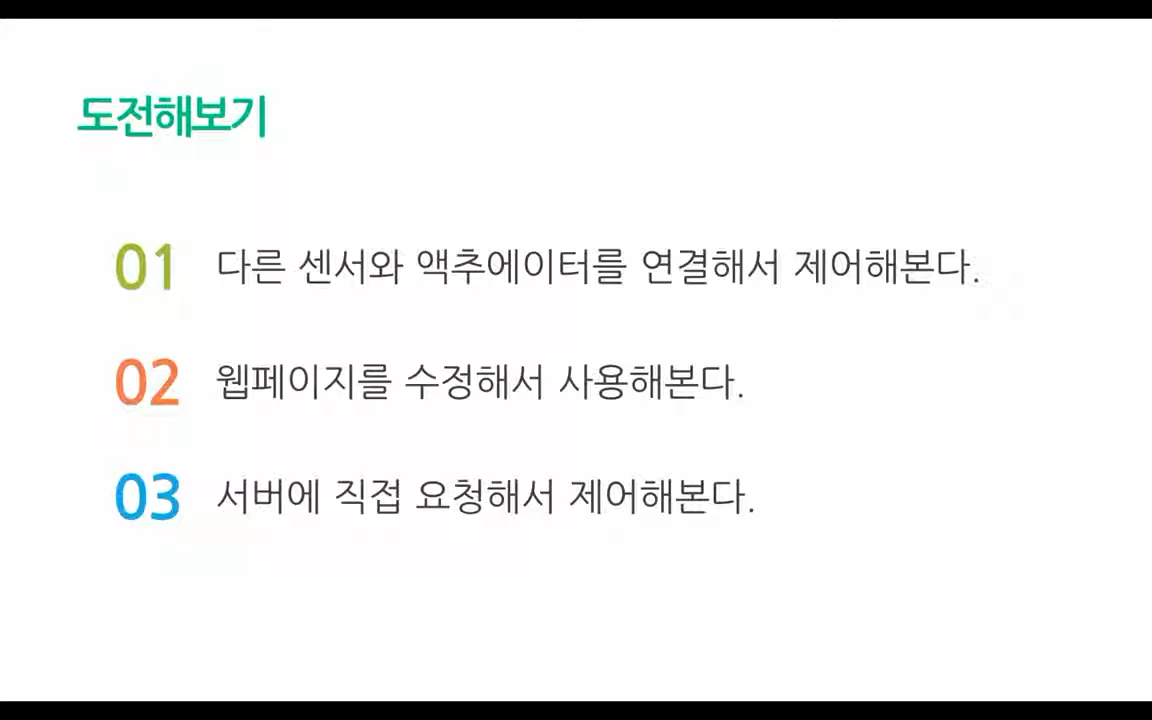 도전해보기
01 다른 센서와 액추에이터를 연결해서 제어해본다.
02 웹페이지를 수정해서 사용해본다.
03 서버에 직접 요청해서 제어해본다.